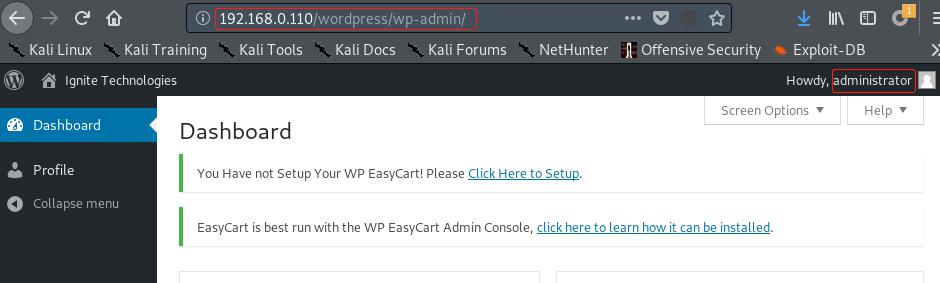 192.168.0.110/wordpress/wp-admin/
1
Kali Linux Kali Training Kali Tools Kali Docs Kali Forums NetHunter Offensive Security Exploit-DB
Ignite Technologies Howdy, administrator
Screen Options Help
Dashboard
Dashboard
You Have not Setup Your WP EasyCart! Please Click Here to Setup.
Profile
Collapse menu
EasyCart is best run with the WP EasyCart Admin Console, click here to learn how it can be installed.